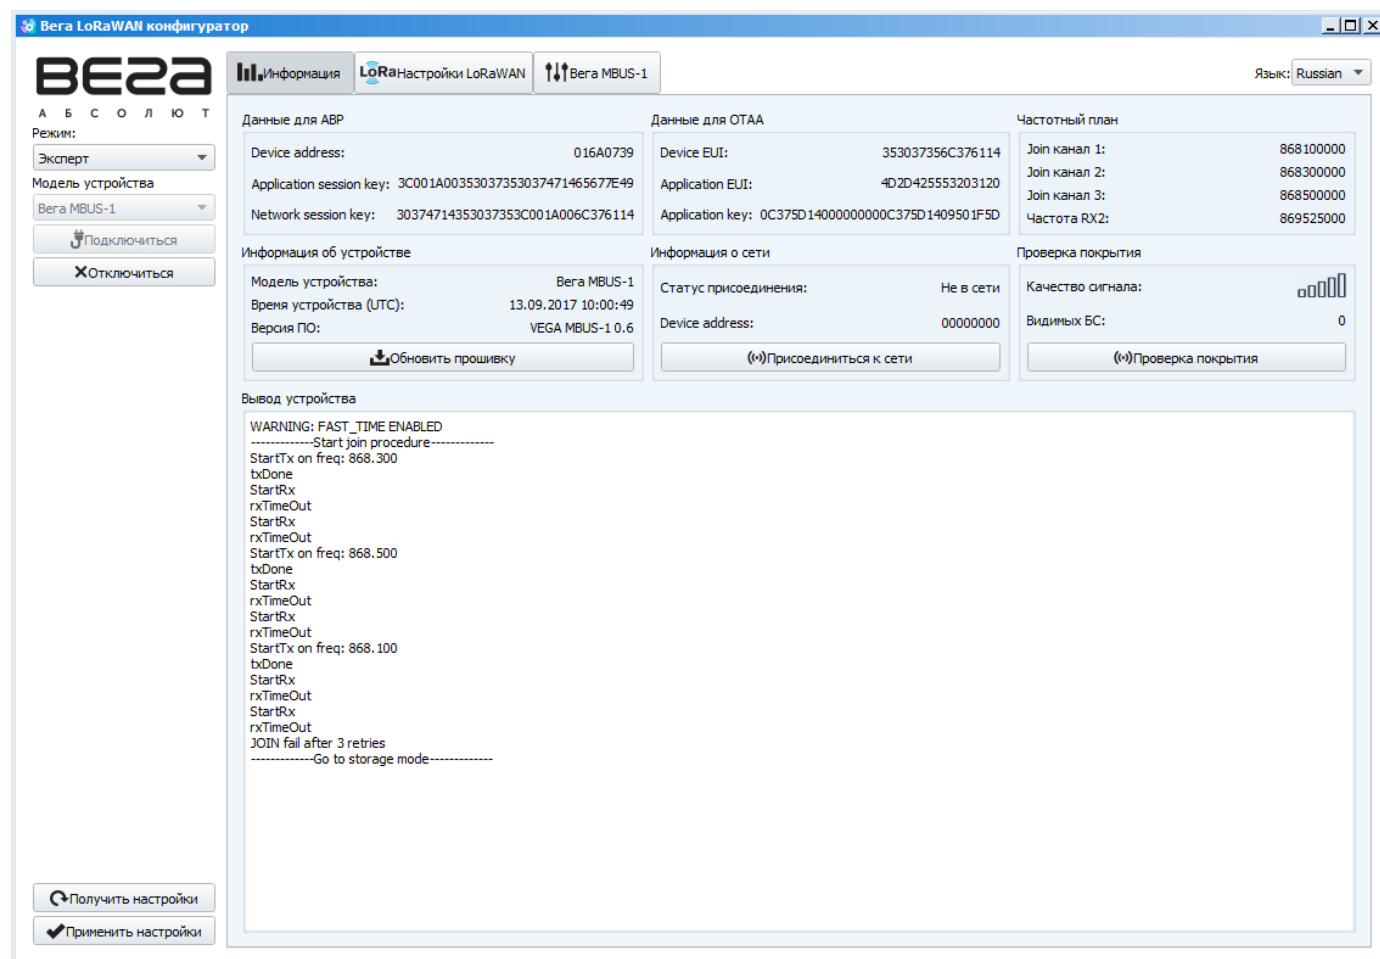 Вега LoRaWAN конфигуратор
ВЕГА
АБСОЛЮТ
Режим:
Эксперт
Модель устройства
Вега MBUS-1
Подключиться
Отключиться
Информация
LoRa Настройки LoRaWAN
Вега MBUS-1
Язык: Russian
Данные для ABP
Device address: 016A0739
Application session key: 3C001A00353037353037471465677E49
Network session key: 30374714353037353C001A006C376114
Данные для OTAA
Device EUI: 353037356C376114
Application EUI: 4D2D425553203120
Application key: 0C375D14000000000C375D1409501F5D
Частотный план
Join канал 1: 868100000
Join канал 2: 868300000
Join канал 3: 868500000
Частота RX2: 869525000
Информация об устройстве
Модель устройства: Вега MBUS-1
Время устройства (UTC): 13.09.2017 10:00:49
Версия ПО: VEGA MBUS-1 0.6
Обновить прошивку
Информация о сети
Статус присоединения: Не в сети
Device address: 00000000
Присоединиться к сети
Проверка покрытия
Качество сигнала:
Видимых БС: 0
Проверка покрытия
Вывод устройства
WARNING: FAST_TIME ENABLED
-------------Start join procedure-------------
StartTx on freq: 868.300
txDone
StartRx
rxTimeOut
StartRx
rxTimeOut
StartTx on freq: 868.500
txDone
StartRx
rxTimeOut
StartRx
rxTimeOut
StartTx on freq: 868.100
txDone
StartRx
rxTimeOut
StartRx
rxTimeOut
JOIN fail after 3 retries
-------------Go to storage mode-------------
Получить настройки
Применить настройки